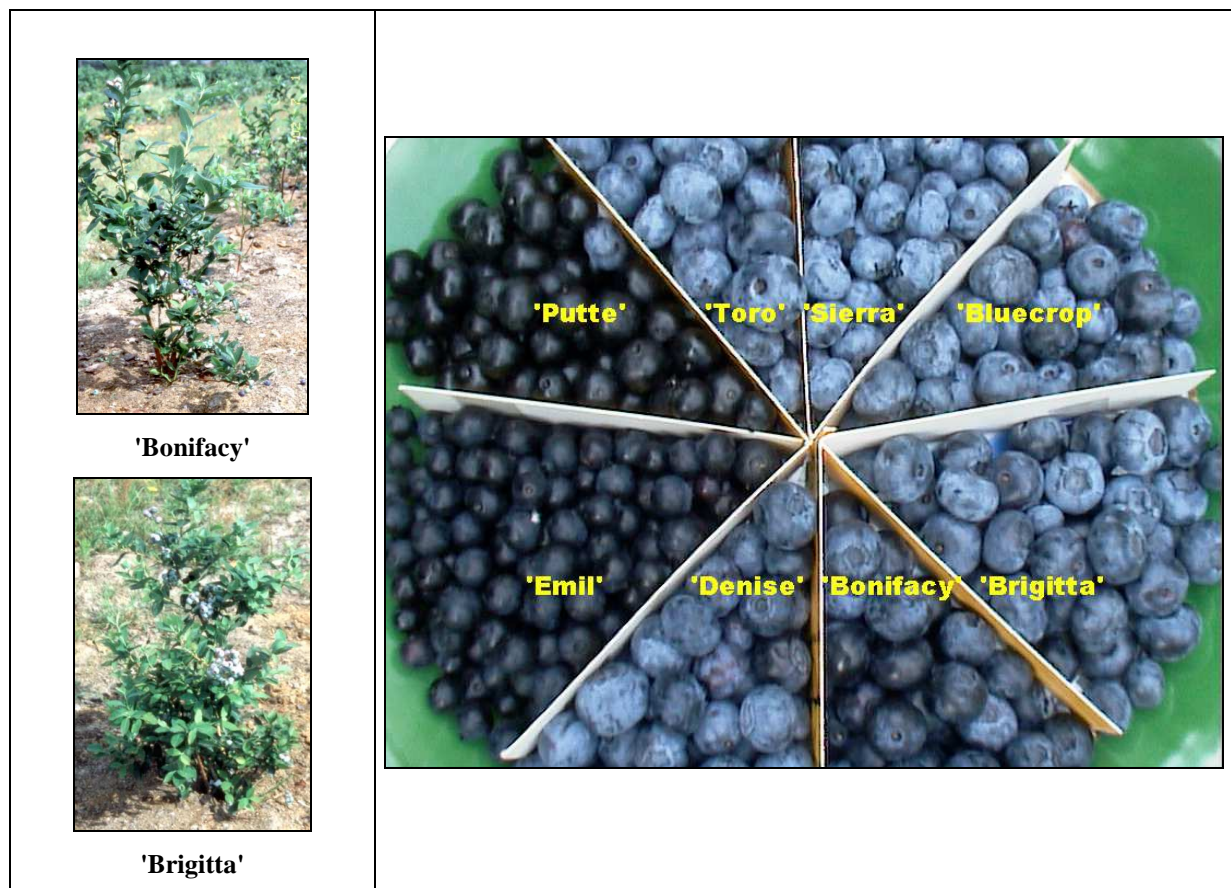 'Bonifacy'
'Brigitta'
'Putte' 'Toro' 'Sierra' 'Bluecrop'
'Emil' 'Denise' 'Bonifacy' 'Brigitta'